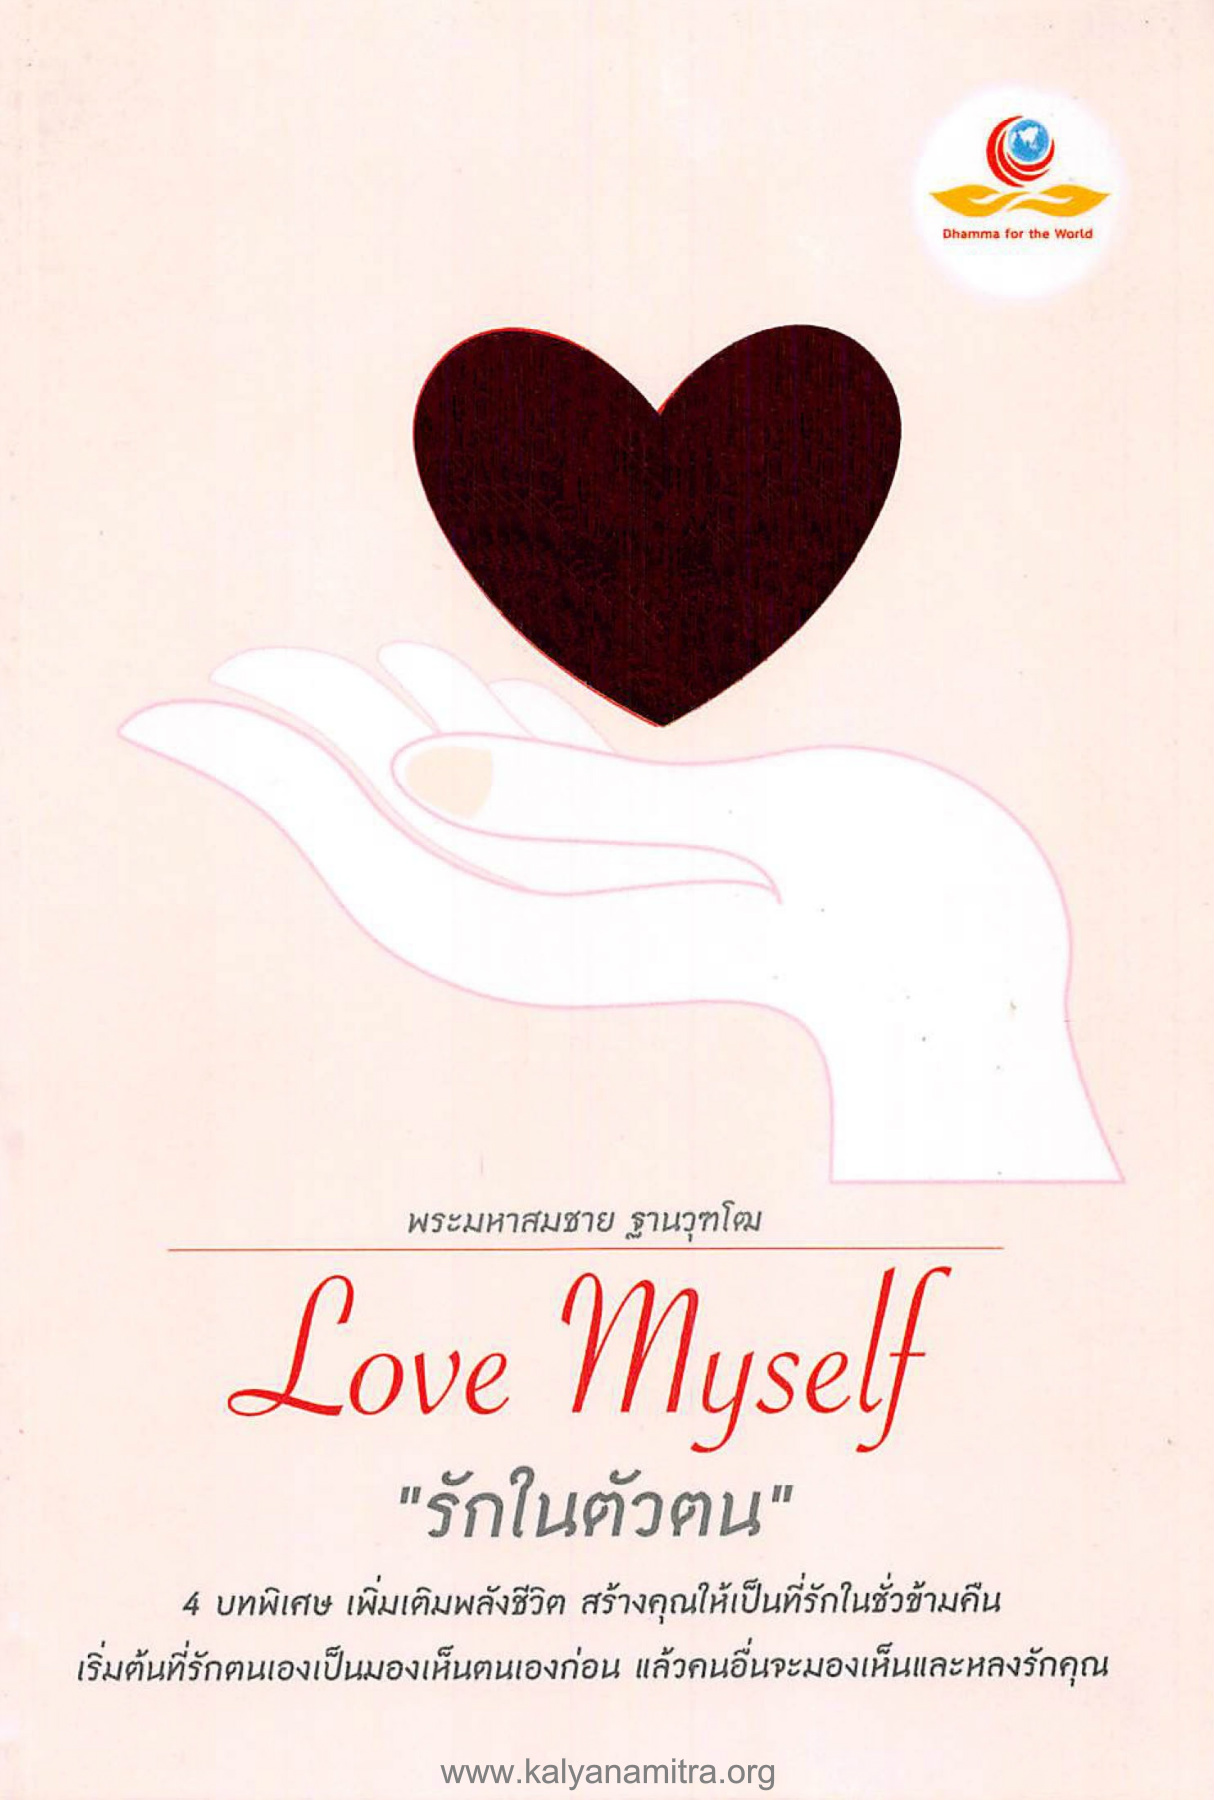 Dhamma for the World
พระมหาสมชาย ฐานวุฑฺโฒ
Love Myself
"รักในตัวตน"
4 บทพิเศษ เพิ่มเติมพลังชีวิต สร้างคุณให้เป็นที่รักในชั่วข้ามคืน
เริ่มต้นที่รักตนเองเป็นมองเห็นตนเองก่อน แล้วคนอื่นจะมองเห็นและหลงรักคุณ
www.kalyanamitra.org